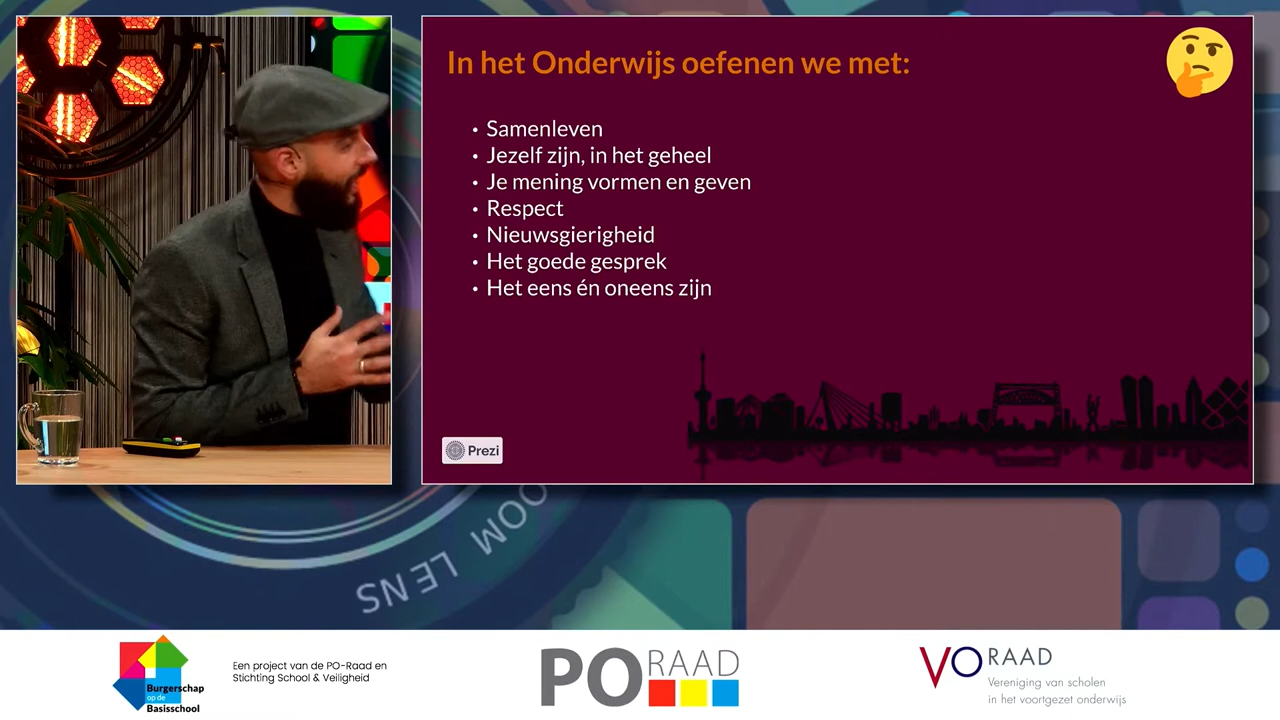 In het Onderwijs oefenen we met:
• Samenleven
• Jezelf zijn, in het geheel
• Je mening vormen en geven
• Respect
• Nieuwsgierigheid
• Het goede gesprek
• Het eens én oneens zijn
Prezi
ZOOM LENS
Burgerschap
op de
Basisschool
Een project van de PO-Raad en
Stichting School & Veiligheid
PO RAAD
VO RAAD
Vereniging van scholen
in het voortgezet onderwijs